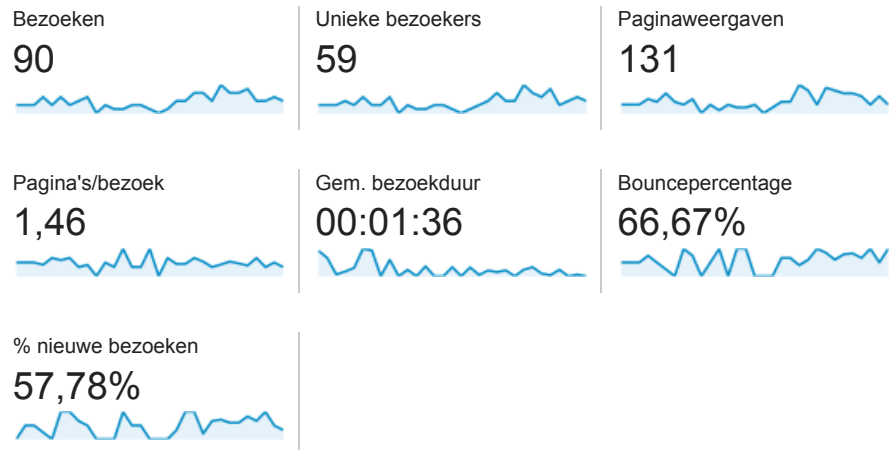 Bezoeken
90
Unieke bezoekers
59
Paginaweergaven
131
Pagina's/bezoek
1,46
Gem. bezoekduur
00:01:36
Bouncepercentage
66,67%
% nieuwe bezoeken
57,78%